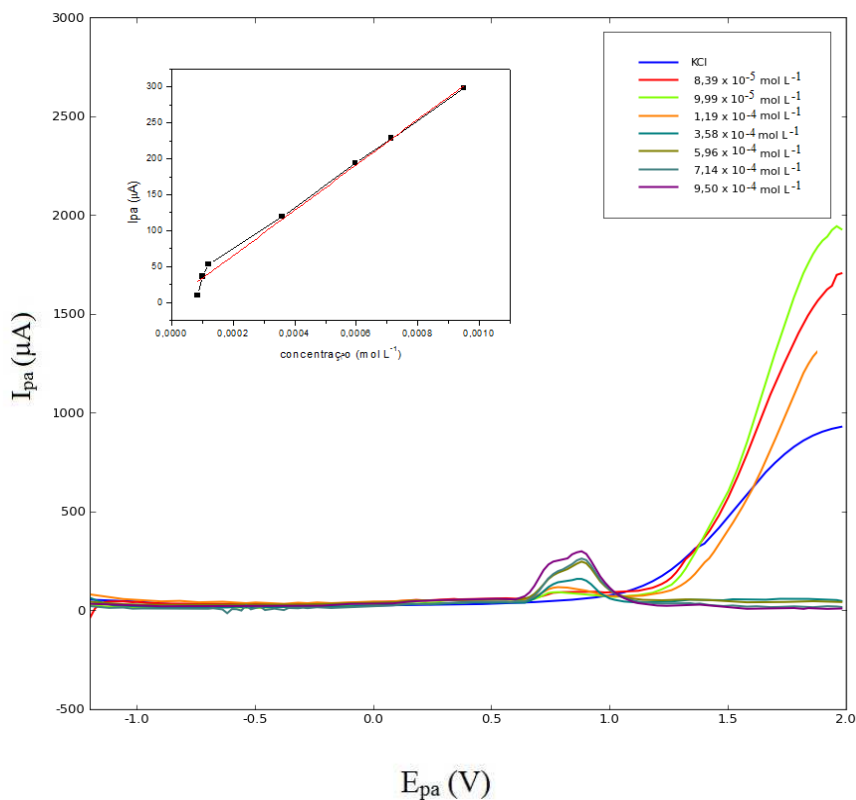 3000
2500
2000
1500
1000
500
0
-500
I_pa (µA)
-1.0
-0.5
0.0
0.5
1.0
1.5
2.0
E_pa (V)
KCl
8,39 x 10^-5 mol L^-1
9,99 x 10^-5 mol L^-1
1,19 x 10^-4 mol L^-1
3,58 x 10^-4 mol L^-1
5,96 x 10^-4 mol L^-1
7,14 x 10^-4 mol L^-1
9,50 x 10^-4 mol L^-1
300
250
200
150
100
50
0
Ipa (µA)
0,0000
0,0002
0,0004
0,0006
0,0008
0,0010
concentraç›o (mol L^-1)